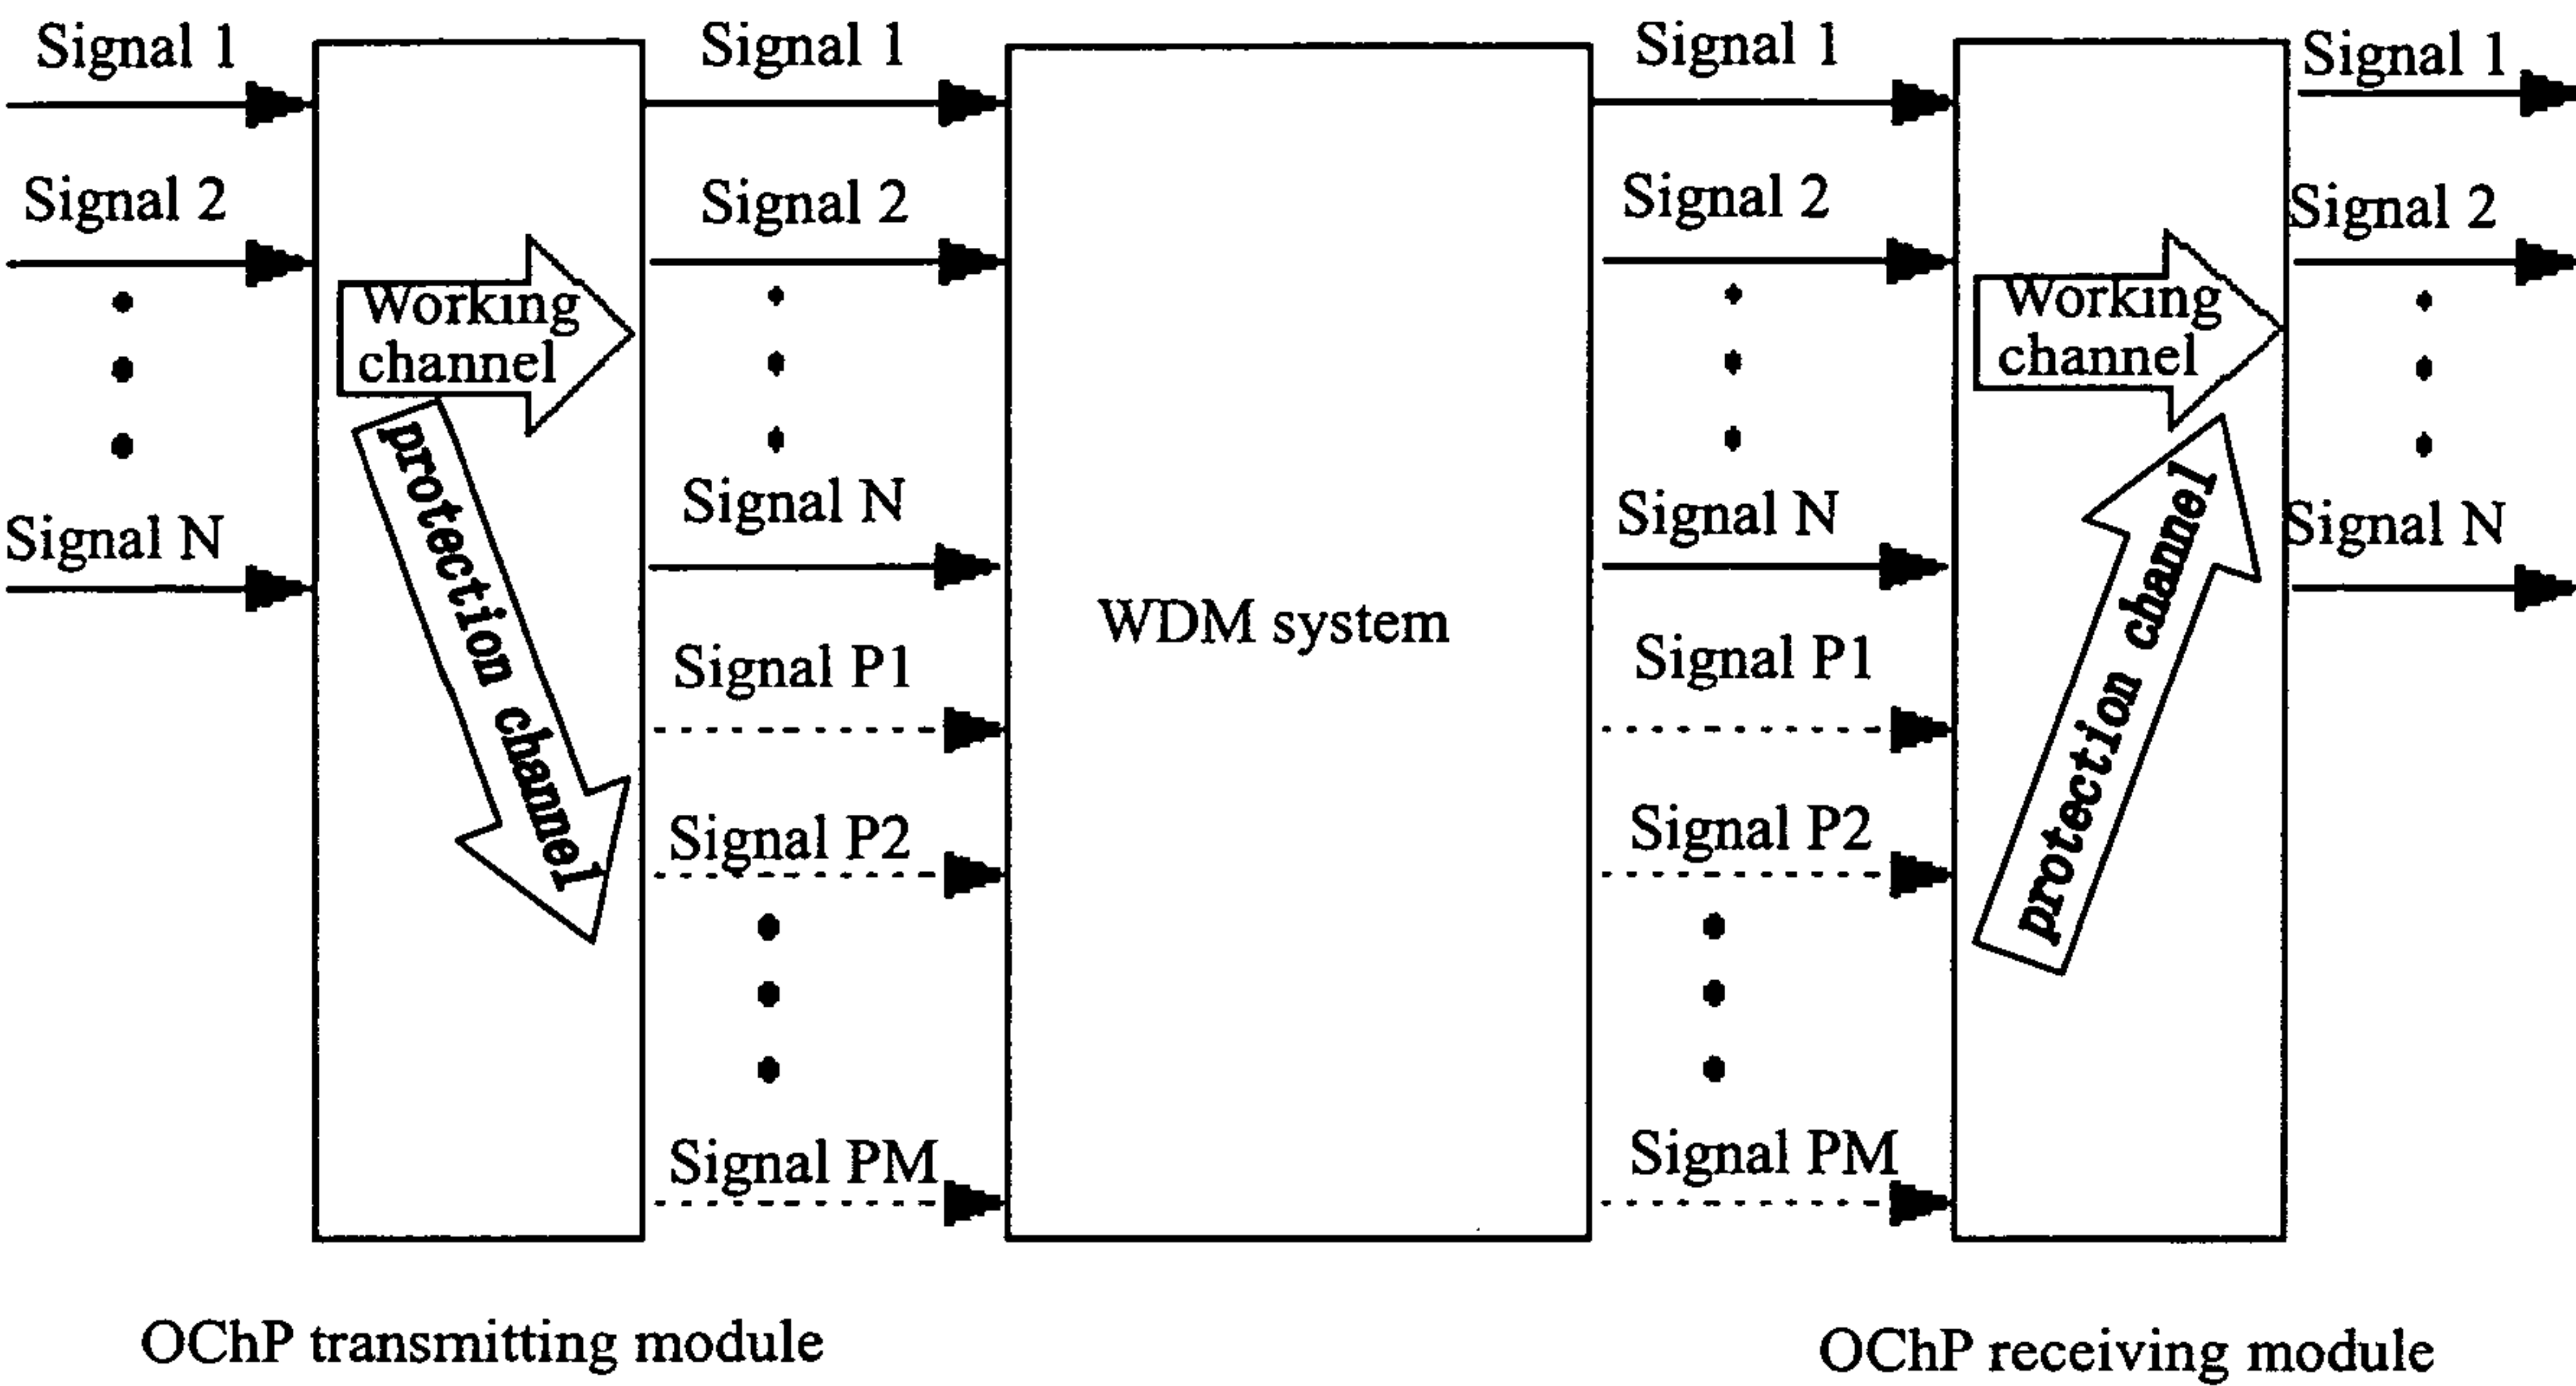 Signal 1
Signal 1
Signal 1
Signal 1
Signal 2
Signal 2
Signal 2
Signal 2
Working
channel
Working
channel
protection channel
protection channel
Signal N
Signal N
Signal N
Signal N
WDM system
Signal P1
Signal P1
Signal P2
Signal P2
Signal PM
Signal PM
OChP transmitting module
OChP receiving module